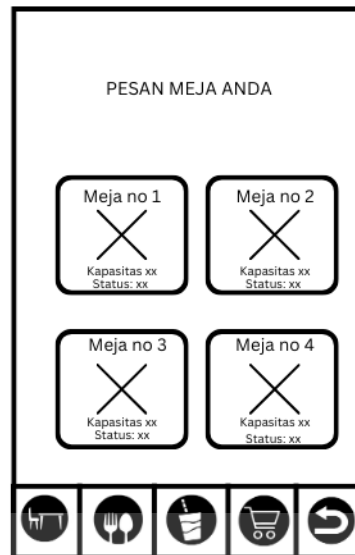 PESAN MEJA ANDA
Meja no 1
Kapasitas xx
Status: xx
Meja no 2
Kapasitas xx
Status: xx
Meja no 3
Kapasitas xx
Status: xx
Meja no 4
Kapasitas xx
Status: xx